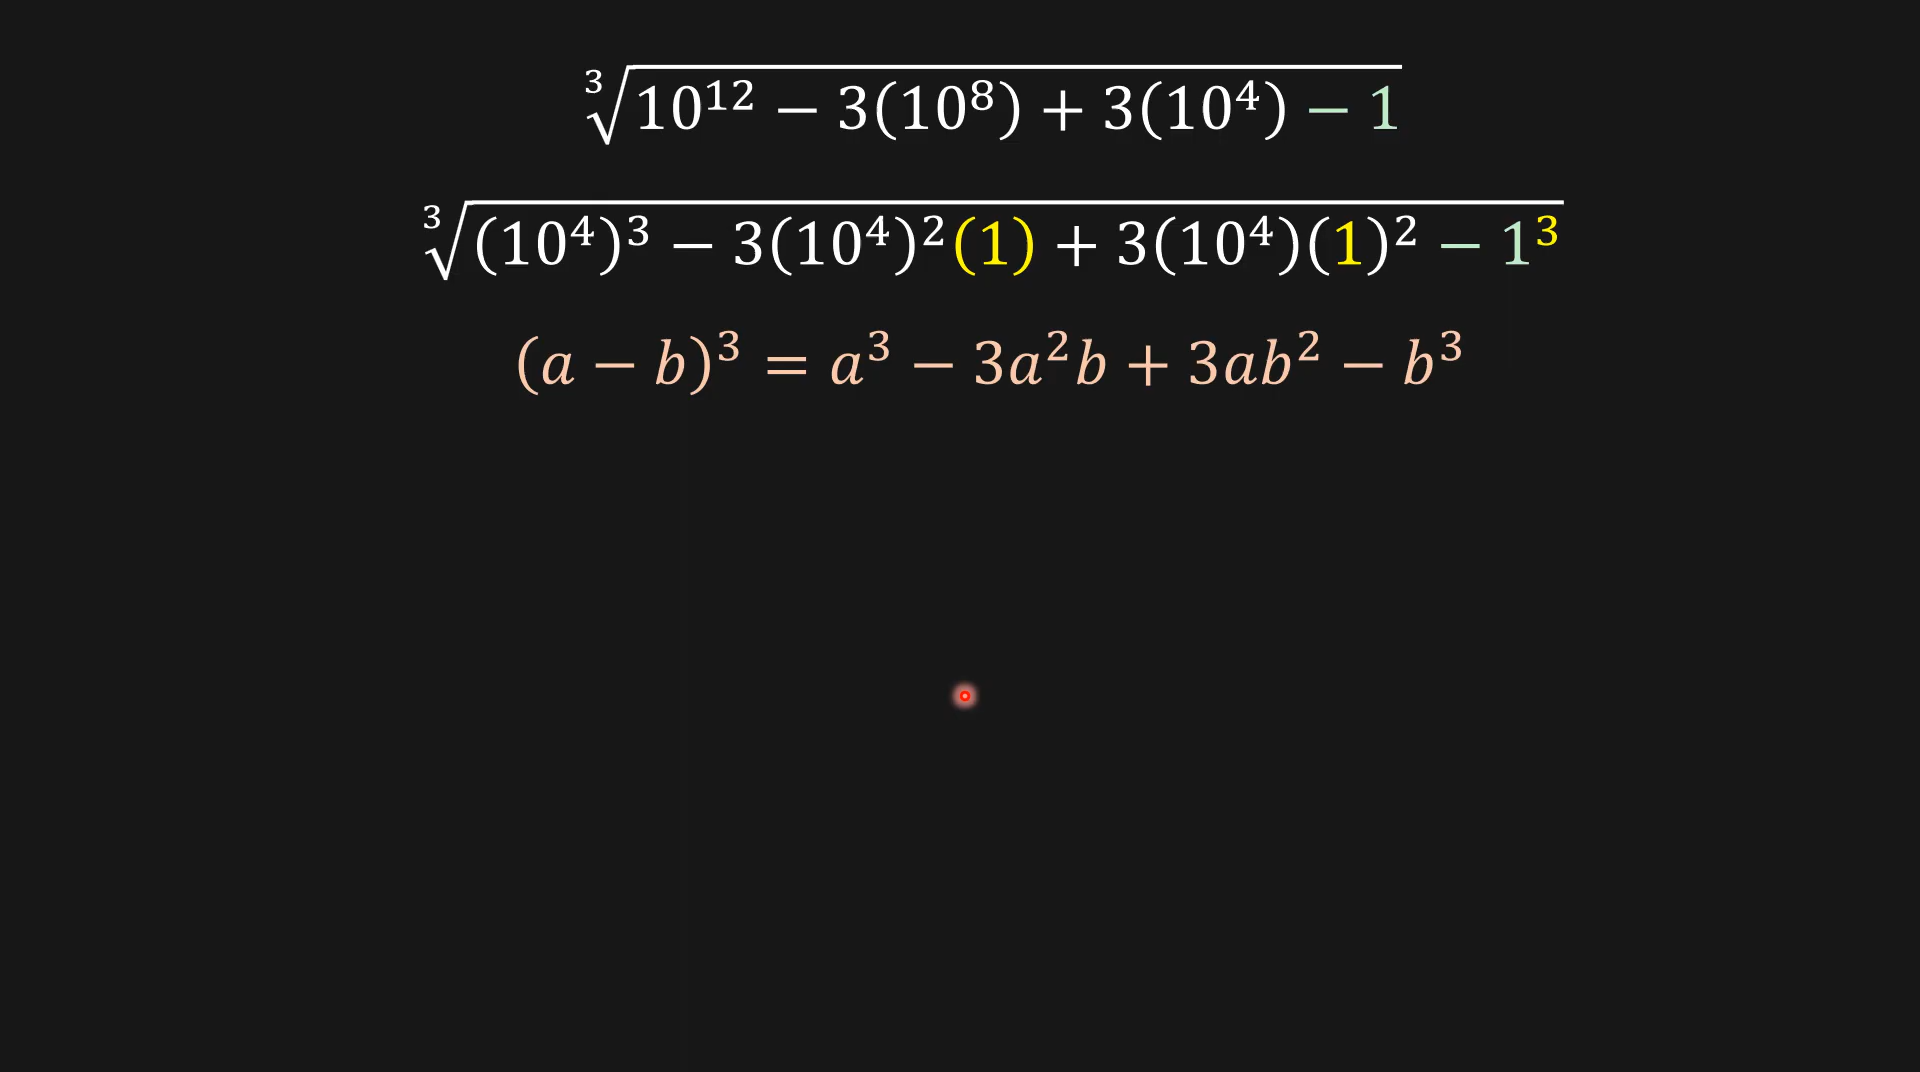 ∛(10¹² − 3(10⁸) + 3(10⁴) − 1)
∛((10⁴)³ − 3(10⁴)²(1) + 3(10⁴)(1)² − 1³)
(a − b)³ = a³ − 3a²b + 3ab² − b³